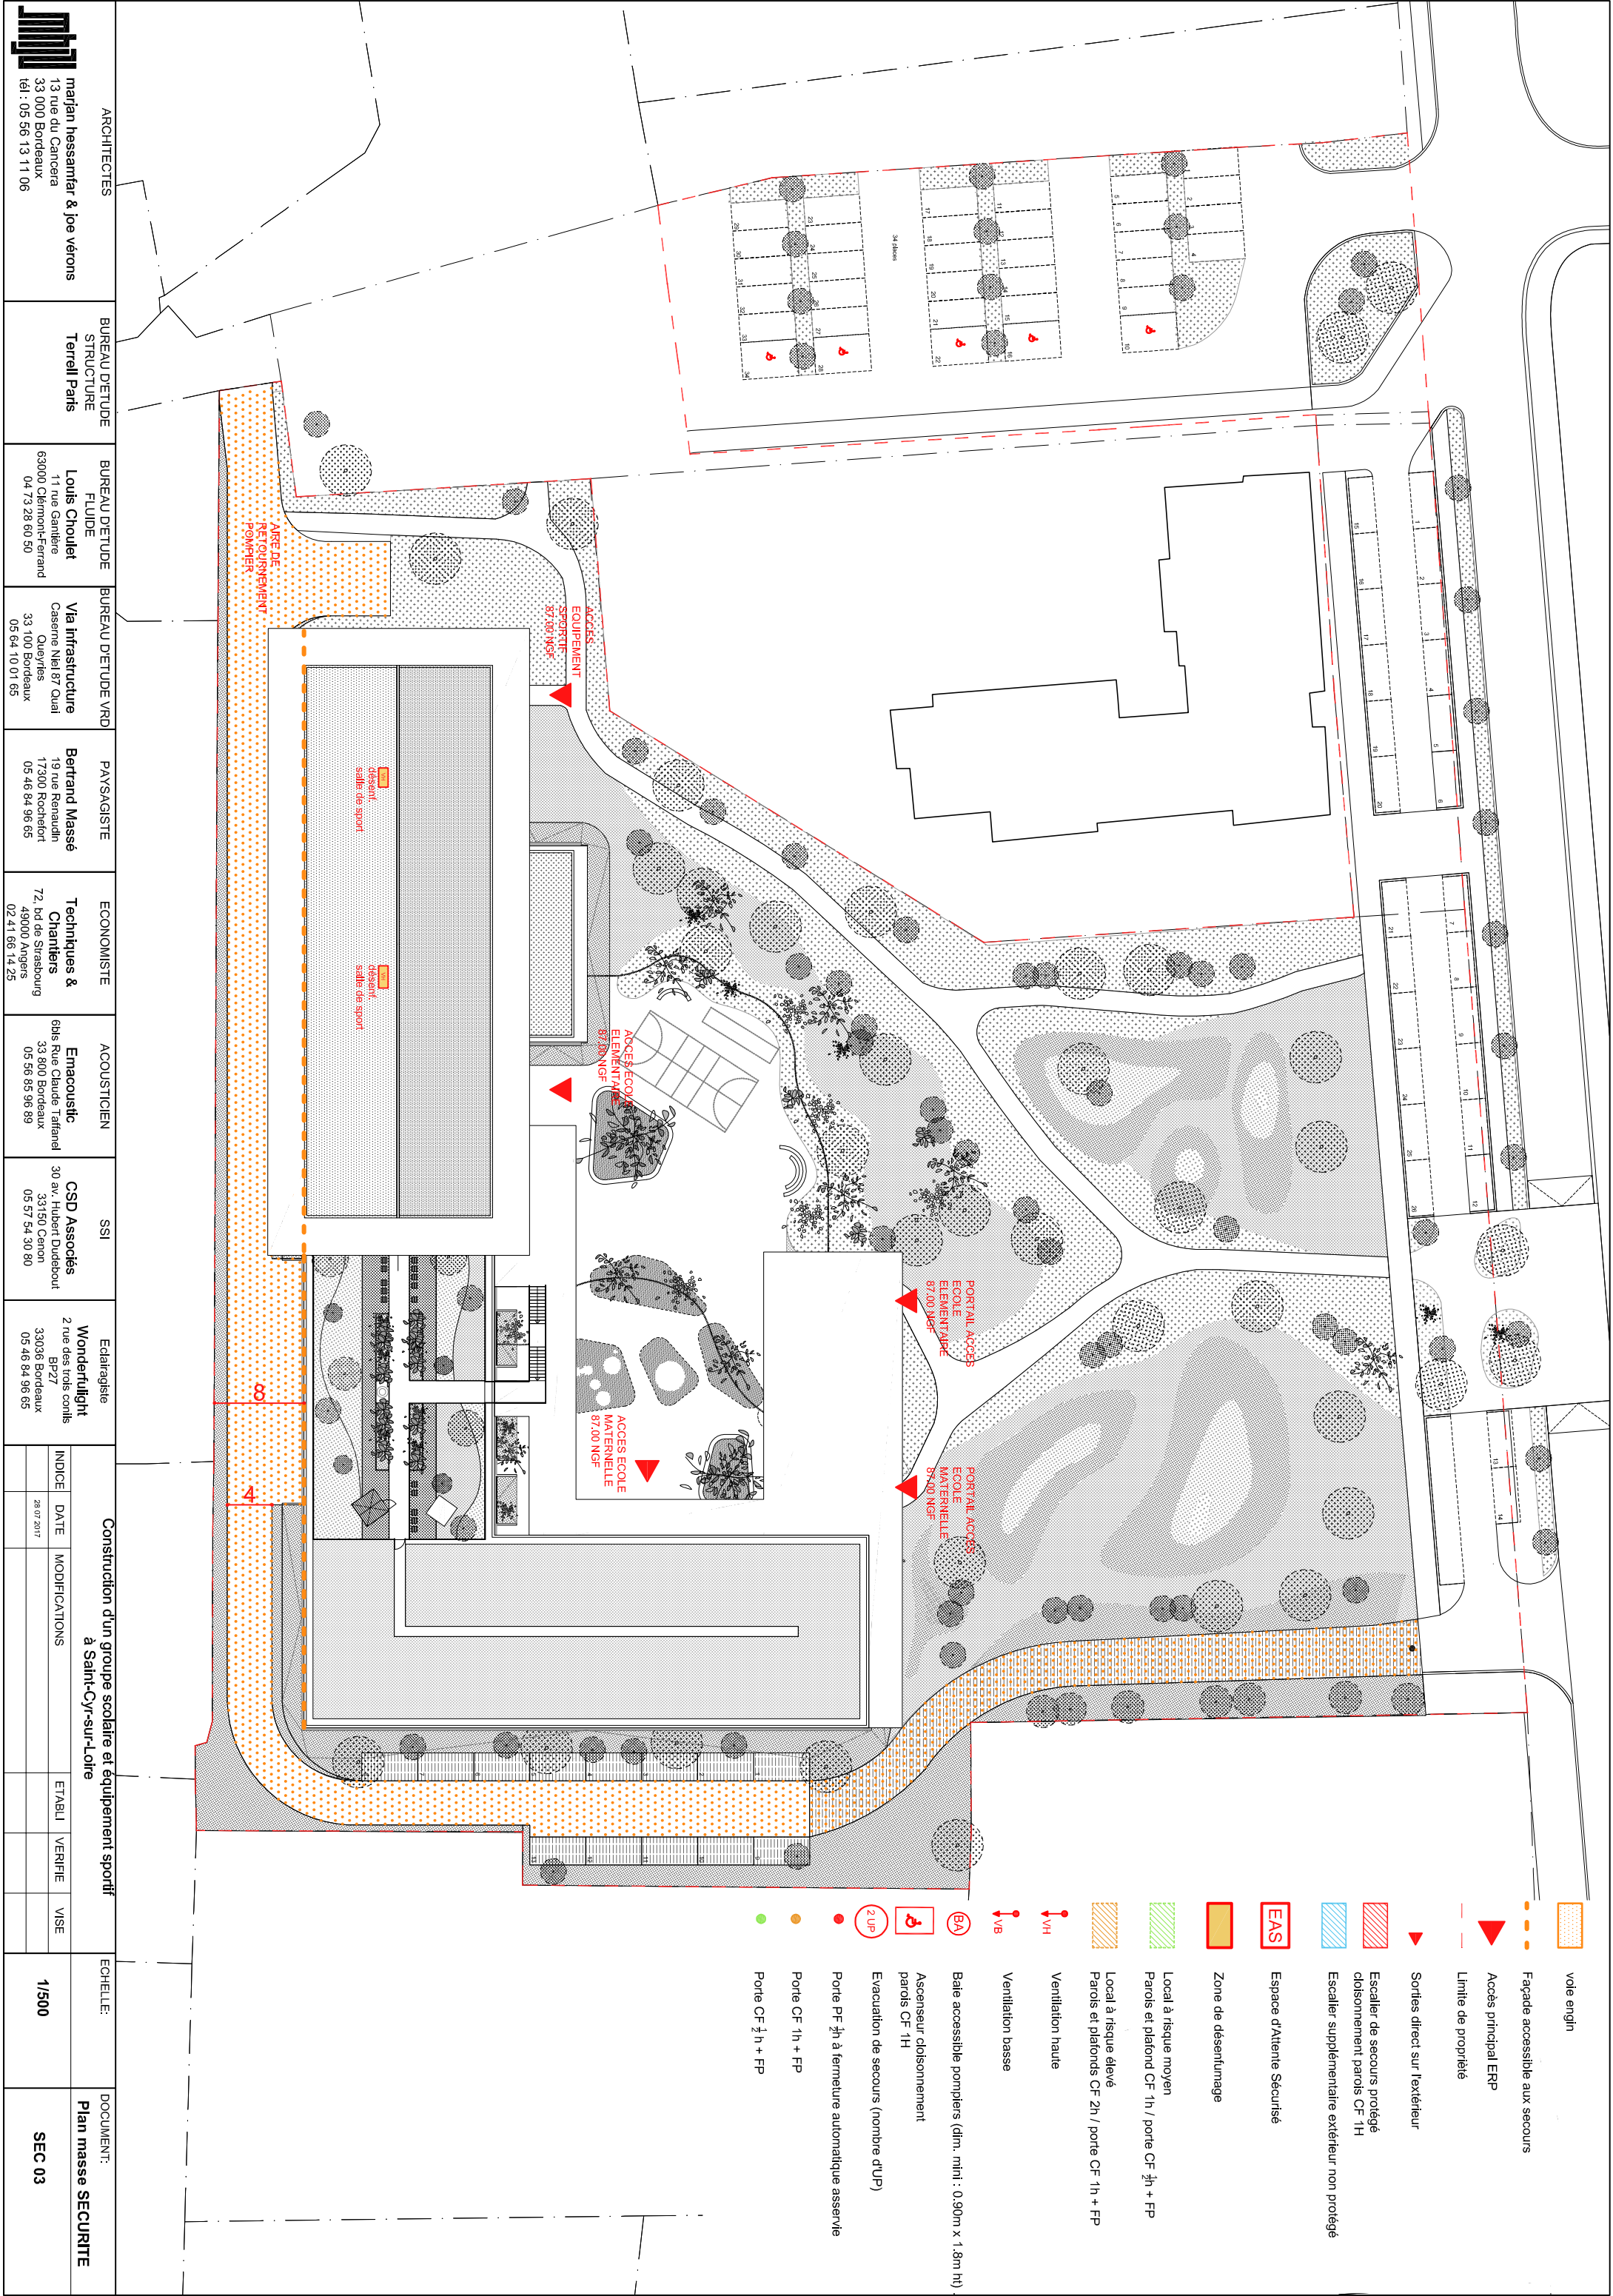 ARCHITECTES
marjan hessamfar & joe vérons
13 rue du Cancera
33 000 Bordeaux
tél : 05 56 13 11 06
BUREAU D'ETUDE
STRUCTURE
Terrell Paris
BUREAU D'ETUDE
FLUIDE
Louis Choulet
11 rue Gantière
63000 Clermont-Ferrand
04 73 28 60 50
BUREAU D'ETUDE VRD
Via infrastructure
Caserne Niel 87 Quai
Queyries
33 100 Bordeaux
05 64 10 01 65
PAYSAGISTE
Bertrand Massé
19 rue Renaudin
17300 Rochefort
05 46 84 96 65
ECONOMISTE
Techniques &
Chantiers
72, bd de Strasbourg
49000 Angers
02 41 66 14 25
ACOUSTICIEN
Emacoustic
6bis Rue Claude Taffanel
33 800 Bordeaux
05 56 85 96 89
SSI
CSD Associés
30 av. Hubert Dudebout
33150 Cenon
05 57 54 30 80
Eclairagiste
Wonderfulight
2 rue des trois conils
BP27
33036 Bordeaux
05 46 84 96 65
Construction d'un groupe scolaire et équipement sportif
à Saint-Cyr-sur-Loire
INDICE
DATE
MODIFICATIONS
ETABLI
VERIFIE
VISE
28 07 2017
ECHELLE:
1/500
DOCUMENT:
Plan masse SECURITE
SEC 03
voie engin
Façade accessible aux secours
Accès principal ERP
Limite de propriété
Sorties direct sur l'extérieur
Escalier de secours protégé
cloisonnement parois CF 1H
Escalier supplémentaire extérieur non protégé
EAS
Espace d'Attente Sécurisé
Zone de désenfumage
Local à risque moyen
Parois et plafond CF 1h / porte CF ½h + FP
Local à risque élevé
Parois et plafonds CF 2h / porte CF 1h + FP
VH
Ventilation haute
VB
Ventilation basse
BA
Baie accessible pompiers (dim. mini : 0.90m x 1.8m ht)
Ascenseur cloisonnement
parois CF 1H
2 UP
Evacuation de secours (nombre d'UP)
Porte PF ½h à fermeture automatique asservie
Porte CF 1h + FP
Porte CF ½ h + FP
34 places
AIRE DE
RETOURNEMENT
POMPIER
ACCES
EQUIPEMENT
SPORTIF
87.00 NGF
VH
désenf.
salle de sport
VH
désenf.
salle de sport
ACCES ECOLE
ELEMENTAIRE
87.00 NGF
PORTAIL ACCES
ECOLE
ELEMENTAIRE
87.00 NGF
ACCES ECOLE
MATERNELLE
87.00 NGF
PORTAIL ACCES
ECOLE
MATERNELLE
87.00 NGF
8
4